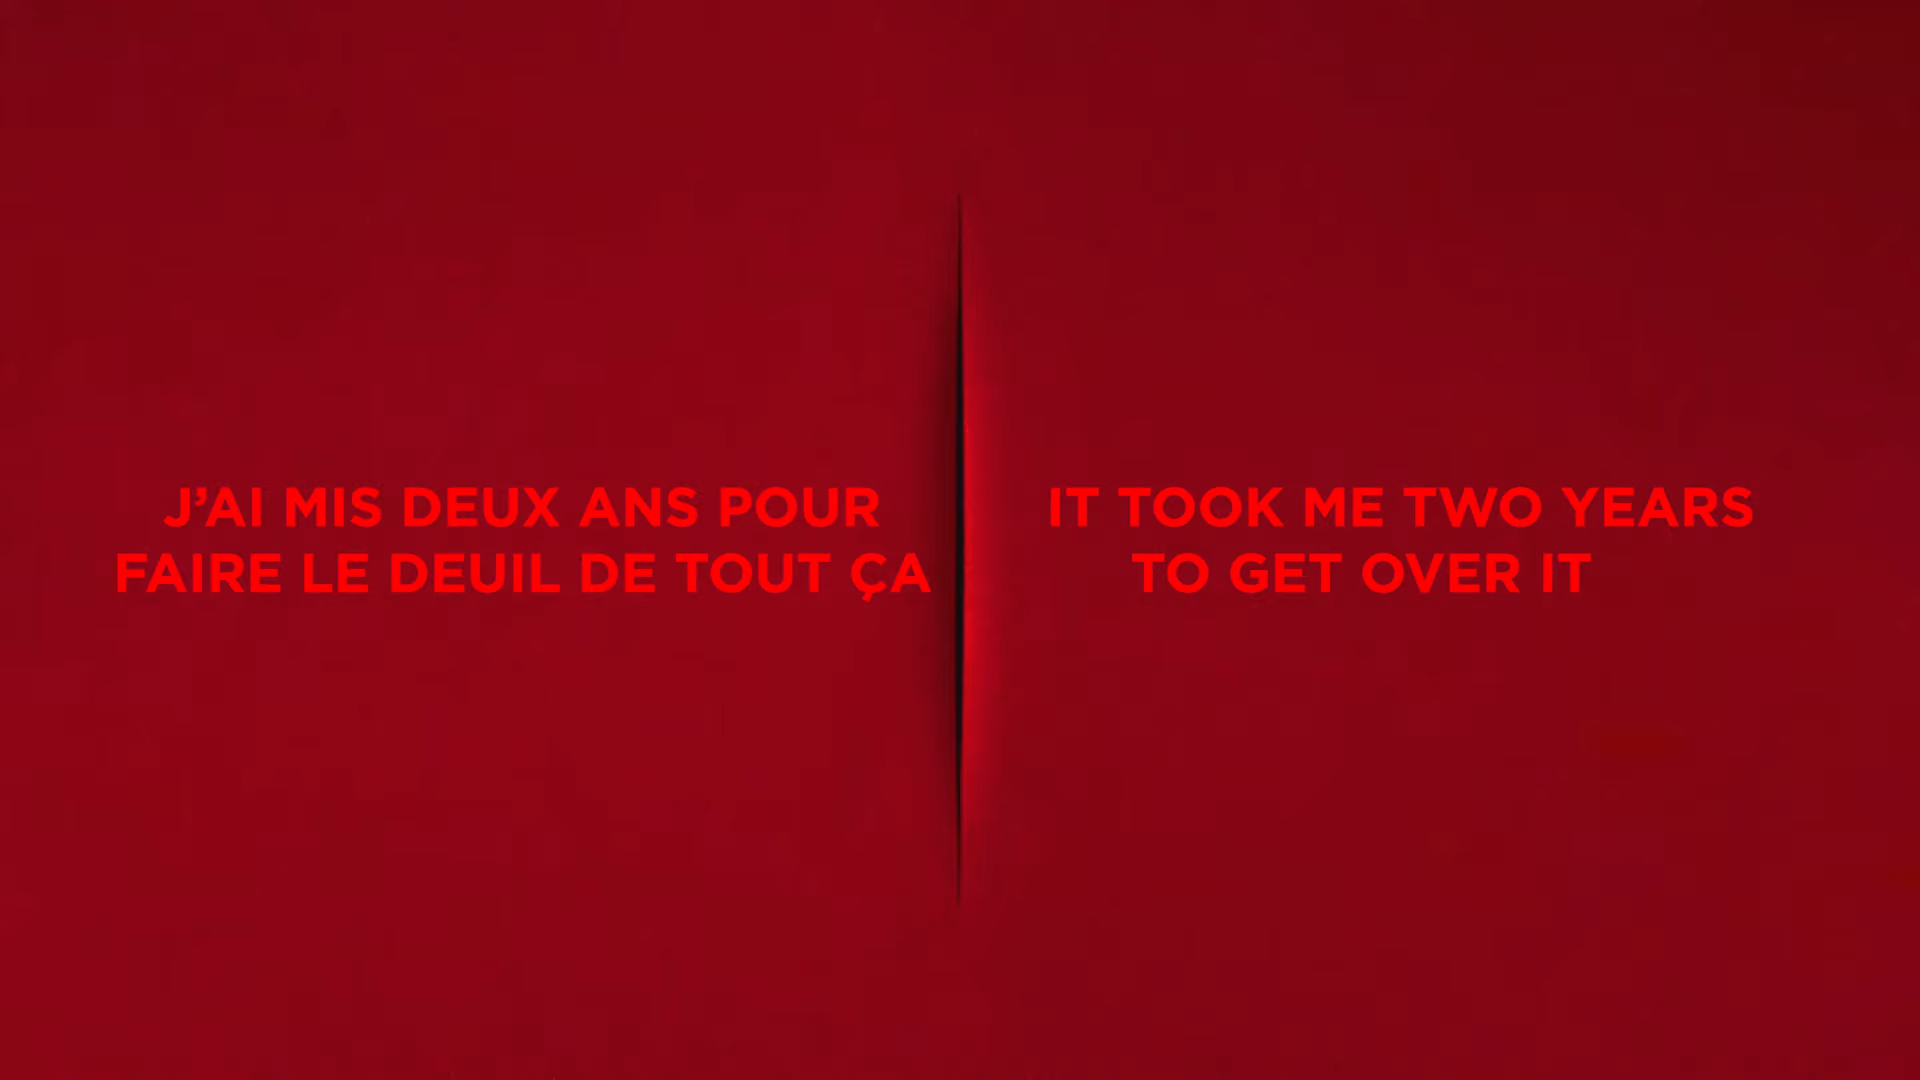 J’AI MIS DEUX ANS POUR
FAIRE LE DEUIL DE TOUT ÇA
IT TOOK ME TWO YEARS
TO GET OVER IT